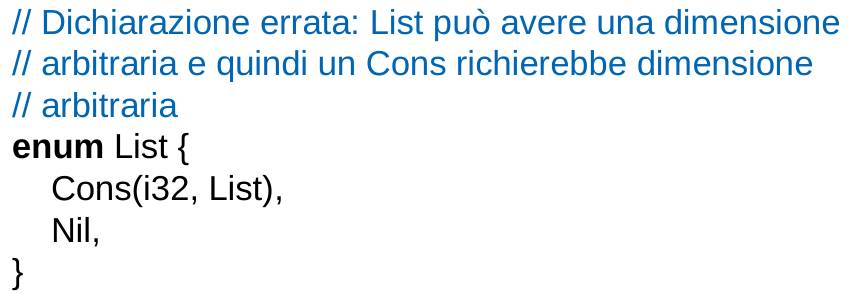 // Dichiarazione errata: List può avere una dimensione
// arbitraria e quindi un Cons richierebbe dimensione
// arbitraria
enum List {
    Cons(i32, List),
    Nil,
}